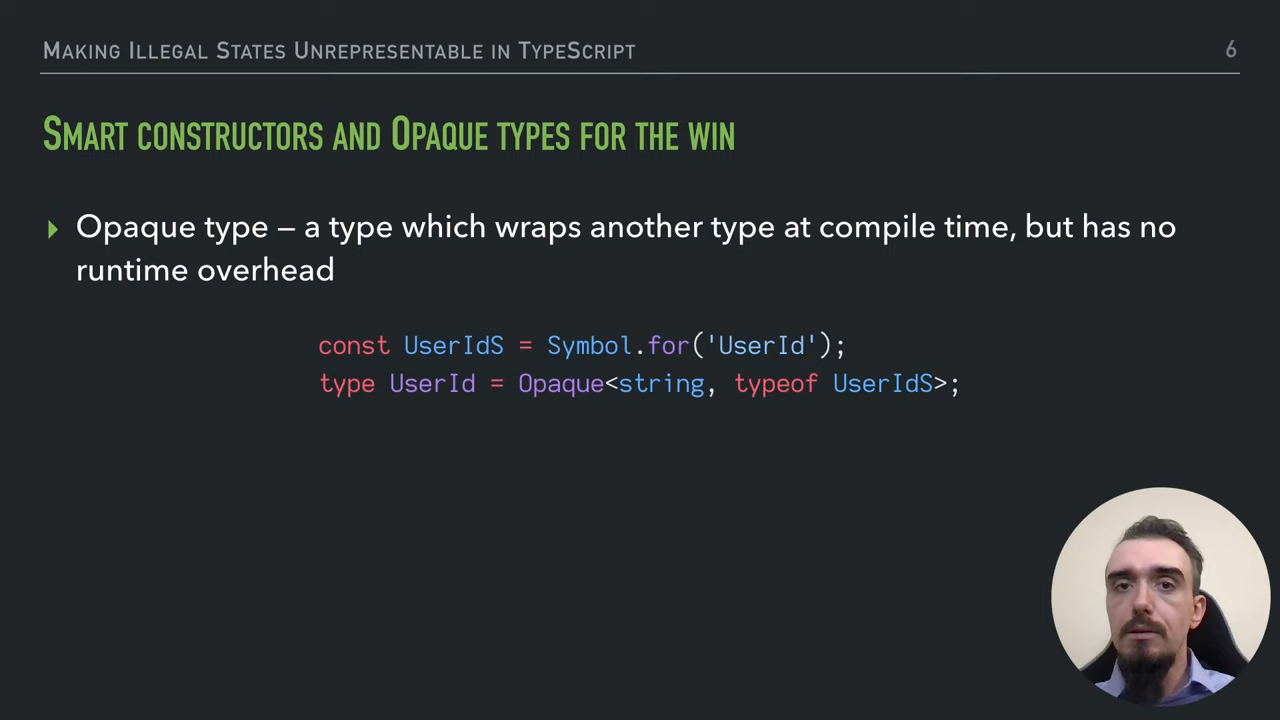 Making Illegal States Unrepresentable in TypeScript
6
Smart constructors and Opaque types for the win
Opaque type – a type which wraps another type at compile time, but has no
runtime overhead
const UserIdS = Symbol.for('UserId');
type UserId = Opaque<string, typeof UserIdS>;